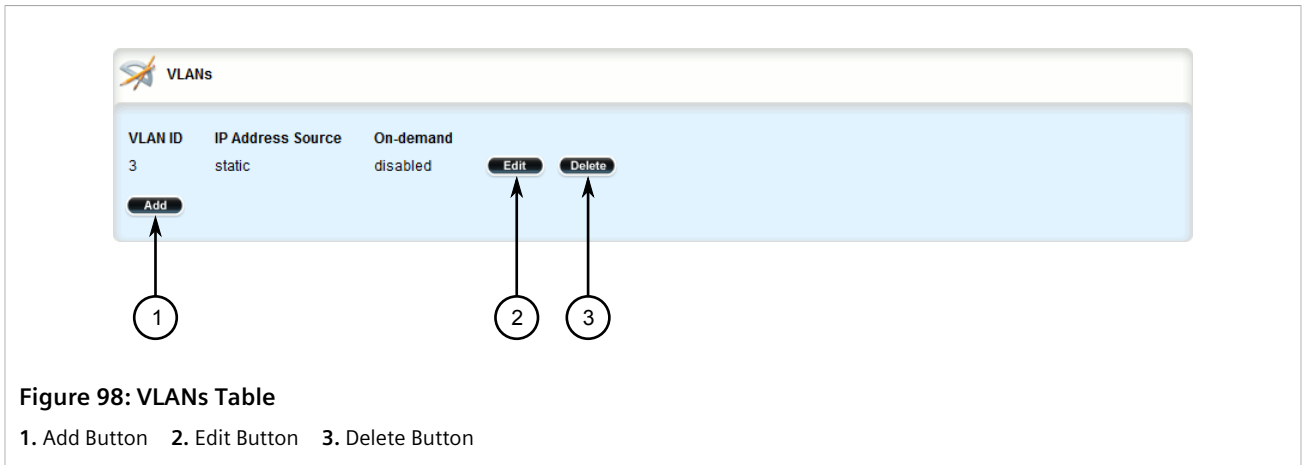 VLANs
VLAN ID IP Address Source On-demand
3 static disabled Edit Delete
Add
1 2 3
Figure 98: VLANs Table
1. Add Button 2. Edit Button 3. Delete Button